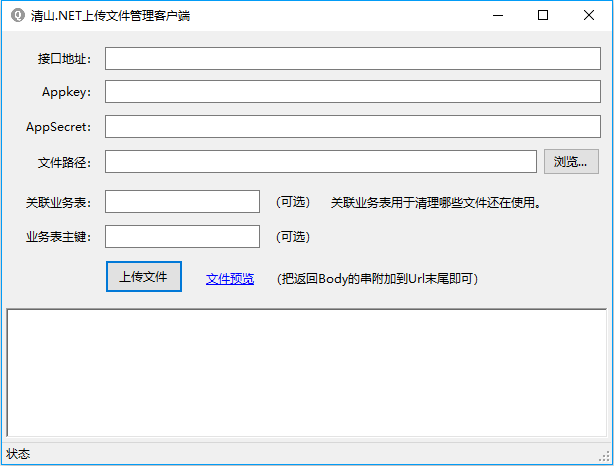 清山.NET上传文件管理客户端
接口地址:
Appkey:
AppSecret:
文件路径: 浏览...
关联业务表: (可选) 关联业务表用于清理哪些文件还在使用。
业务表主键: (可选)
上传文件 文件预览 (把返回Body的串附加到Url末尾即可)
状态